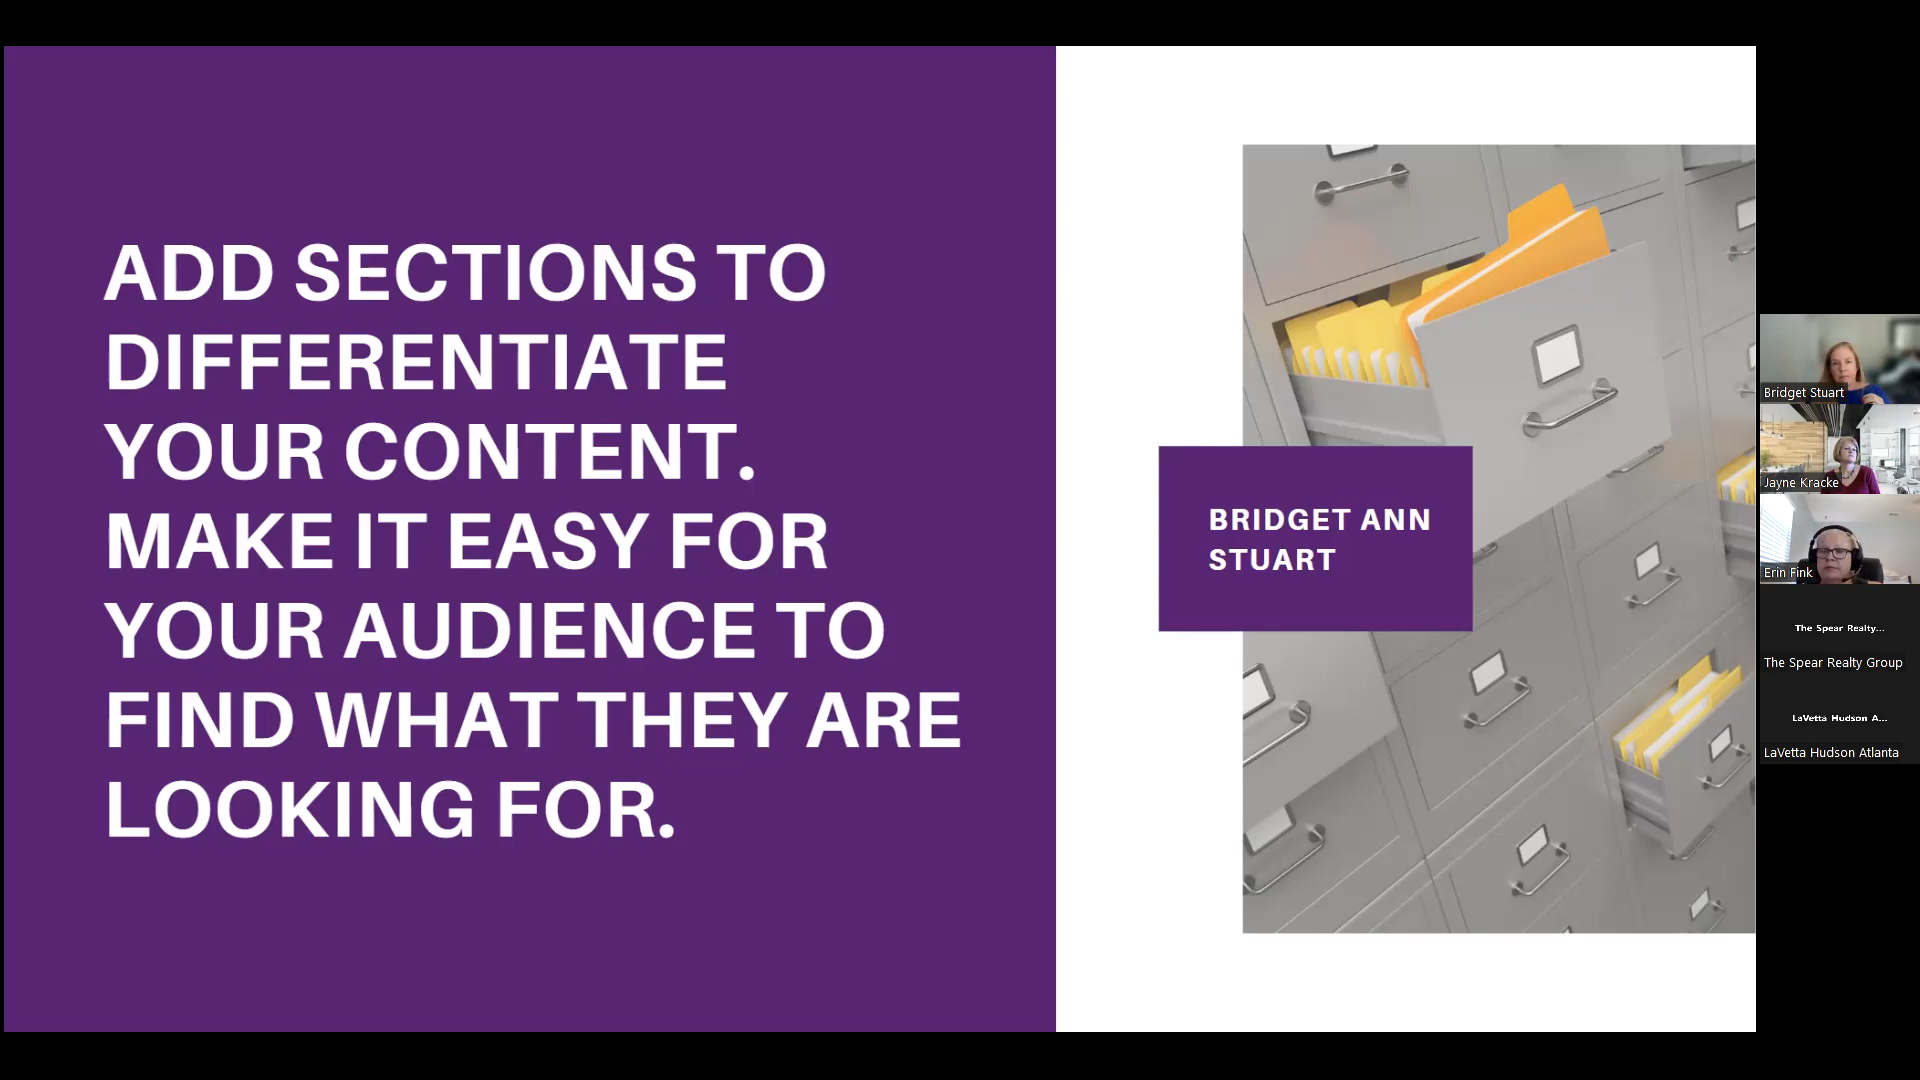 ADD SECTIONS TO
DIFFERENTIATE
YOUR CONTENT.
MAKE IT EASY FOR
YOUR AUDIENCE TO
FIND WHAT THEY ARE
LOOKING FOR.
BRIDGET ANN
STUART
Bridget Stuart
Jayne Kracke
Erin Fink
The Spear Realty...
The Spear Realty Group
LaVetta Hudson A...
LaVetta Hudson Atlanta